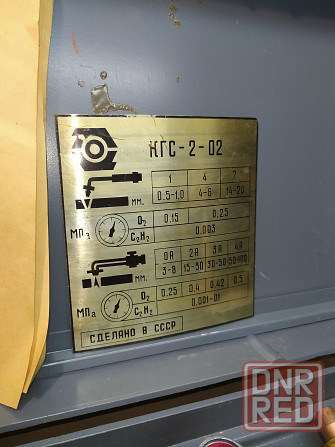 КГС-2-02
1 4 7
мм. 0.5-1.0 4-6 14-20
O₂ 0.15 0.25
МПа C₂H₂ 0.003
0А 2А 3А 4А
мм. 3-8 15-50 30-50 50-100
O₂ 0.25 0.4 0.42 0.5
МПа C₂H₂ 0.001-01
СДЕЛАНО В СССР
DNR
RED